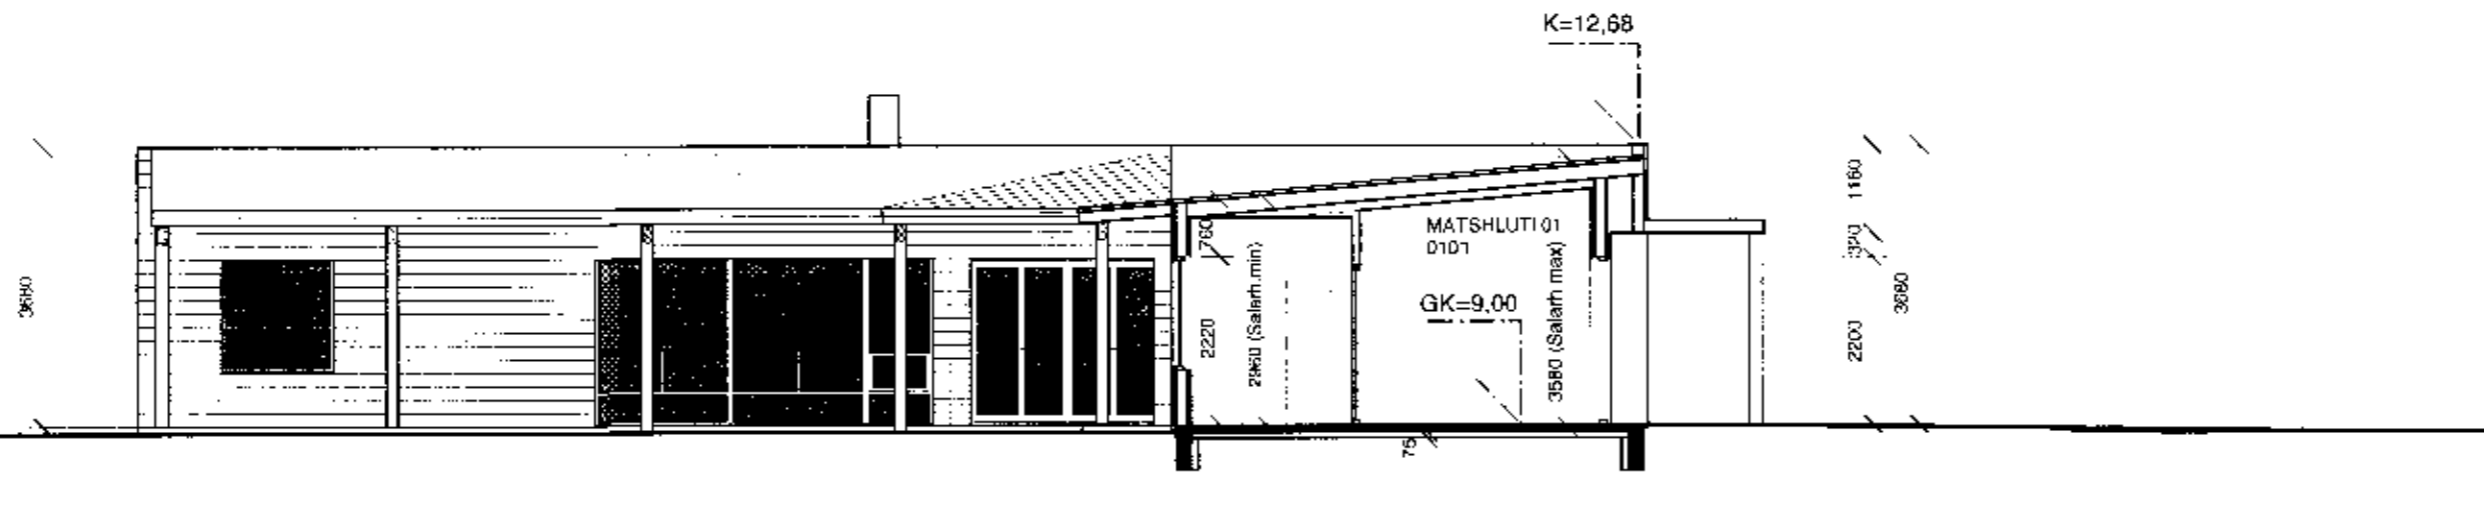 K=12,68
3680
1160
320
2200
3680
760
2220
2960 (Salarh.min)
MATSHLUTI 01
0101
GK=9,00
3580 (Salarh max)
75